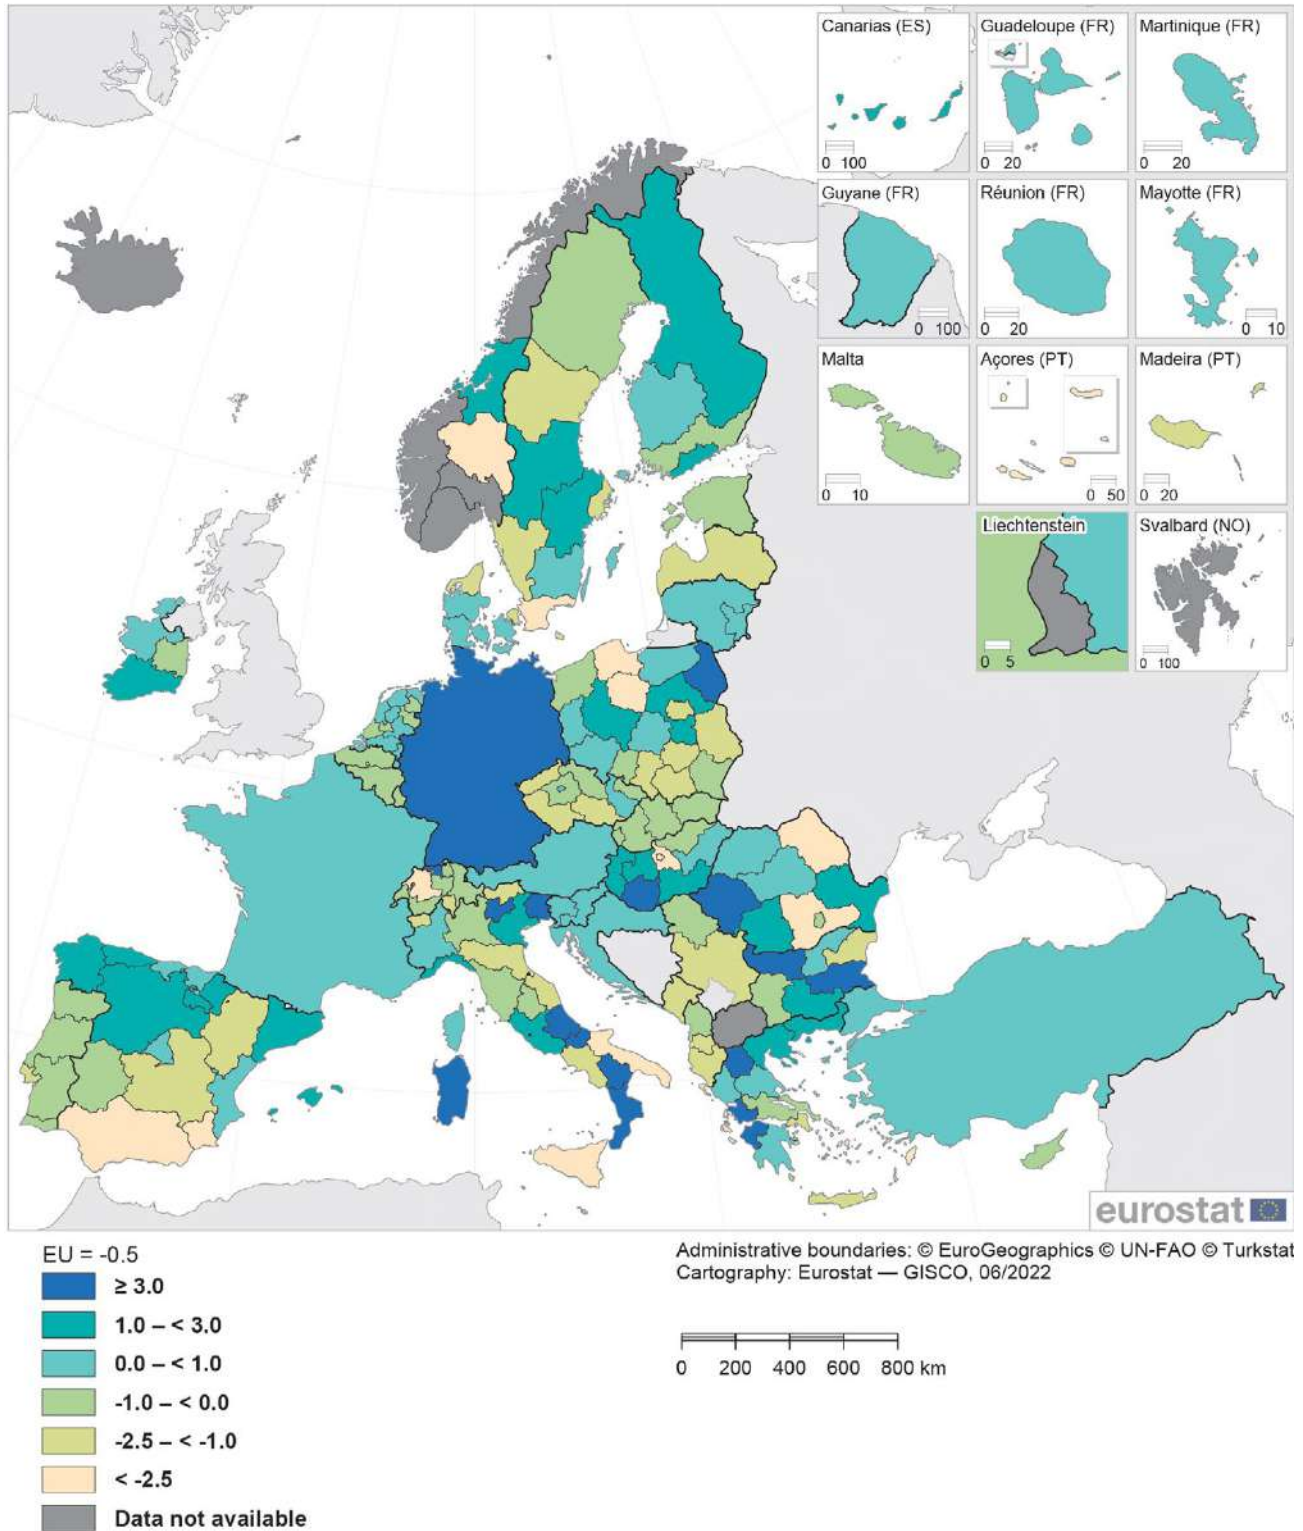 Canarias (ES)
0 100
Guadeloupe (FR)
0 20
Martinique (FR)
0 20
Guyane (FR)
0 100
Réunion (FR)
0 20
Mayotte (FR)
0 10
Malta
0 10
Açores (PT)
0 50
Madeira (PT)
0 20
Liechtenstein
0 5
Svalbard (NO)
0 100
eurostat
EU = -0.5
≥ 3.0
1.0 – < 3.0
0.0 – < 1.0
-1.0 – < 0.0
-2.5 – < -1.0
< -2.5
Data not available
Administrative boundaries: © EuroGeographics © UN-FAO © Turkstat
Cartography: Eurostat — GISCO, 06/2022
0 200 400 600 800 km